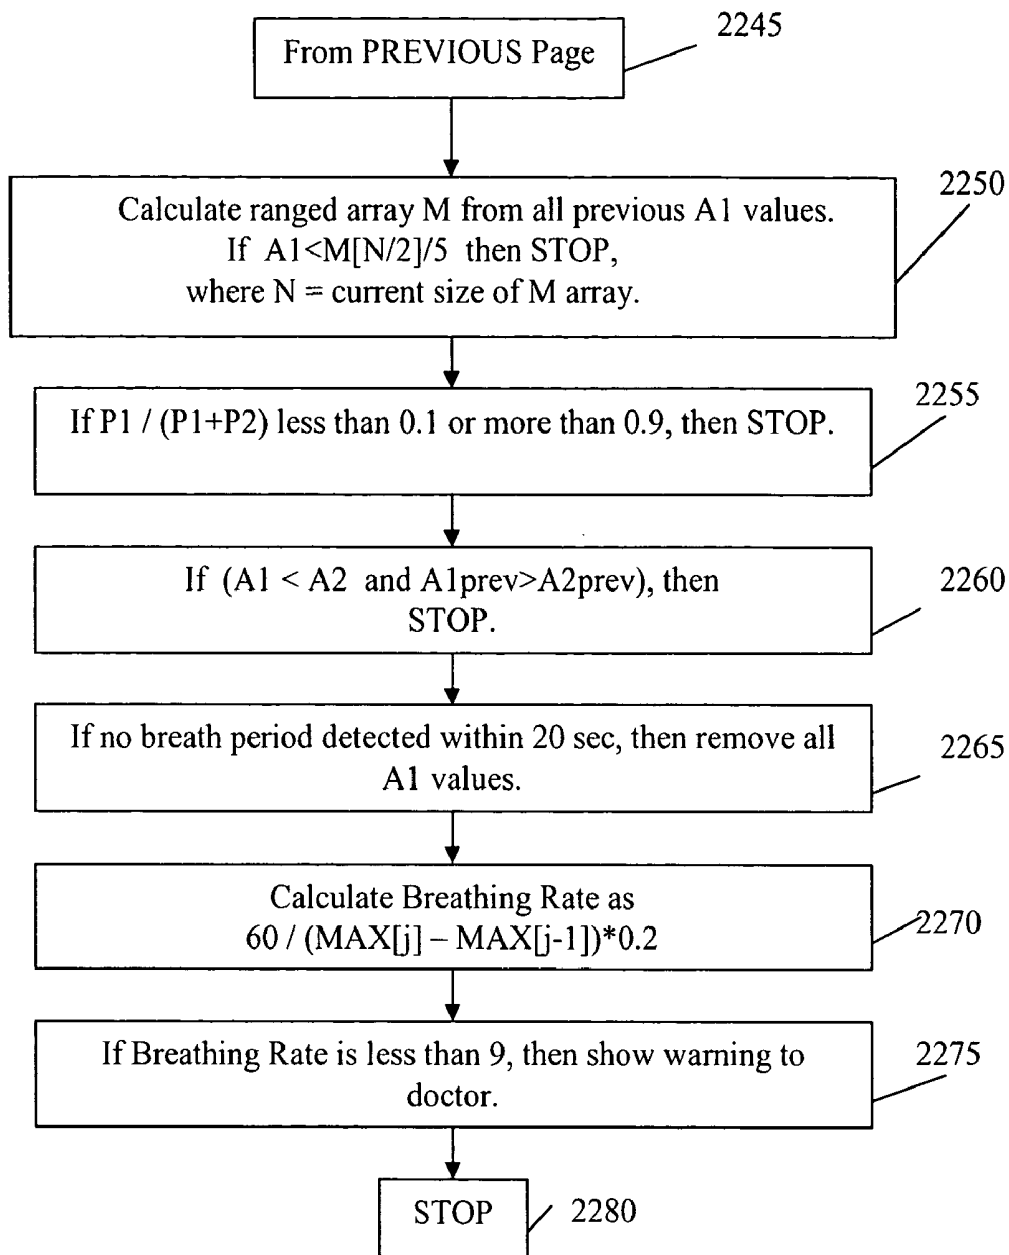 From PREVIOUS Page
2245
Calculate ranged array M from all previous A1 values.
If A1<M[N/2]/5 then STOP,
where N = current size of M array.
2250
If P1 / (P1+P2) less than 0.1 or more than 0.9, then STOP.
2255
If (A1 < A2 and A1prev>A2prev), then
STOP.
2260
If no breath period detected within 20 sec, then remove all
A1 values.
2265
Calculate Breathing Rate as
60 / (MAX[j] – MAX[j-1])*0.2
2270
If Breathing Rate is less than 9, then show warning to
doctor.
2275
STOP
2280